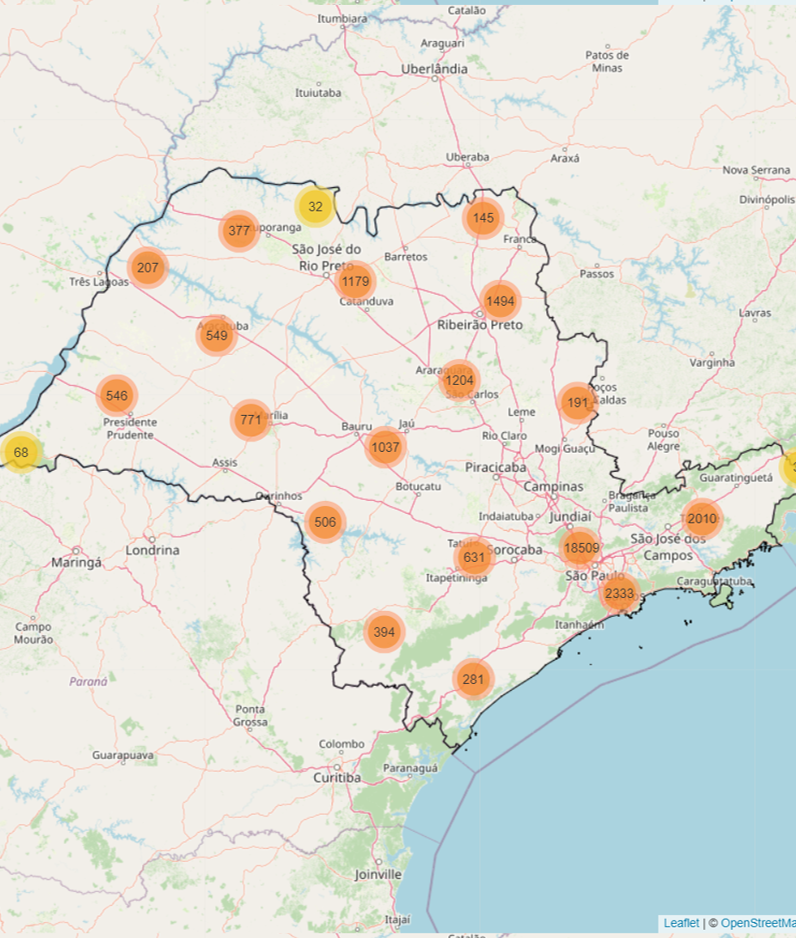 Catalão
Itumbiara
Araguari
Patos de
Minas
Uberlândia
Ituiutaba
Uberaba
Araxá
Nova Serrana
Divinópolis
32
145
377
uporanga
Franca
São José do
Rio Preto
Barretos
207
Três Lagoas
1179
Passos
Catanduva
1494
Lavras
Ribeirão Preto
549
Varginha
1204
São Carlos
546
191
Caldas
Leme
771
Presidente
Prudente
Bauru
Jaú
Rio Claro
Pouso
Alegre
1037
Mogi Guaçu
68
Assis
Piracicaba
Guaratinguetá
Botucatu
Campinas
Ourinhos
Bragança
Paulista
506
Indaiatuba
Jundiaí
2010
Londrina
Maringá
São José dos
Campos
631
Sorocaba
18509
Itapetininga
São Paulo
Caraguatatuba
2333
Itanhaém
Campo
Mourão
394
281
Paraná
Ponta
Grossa
Colombo
Guarapuava
Paranaguá
Curitiba
Joinville
Itajaí
Leaflet | © OpenStreetMa
Catalão